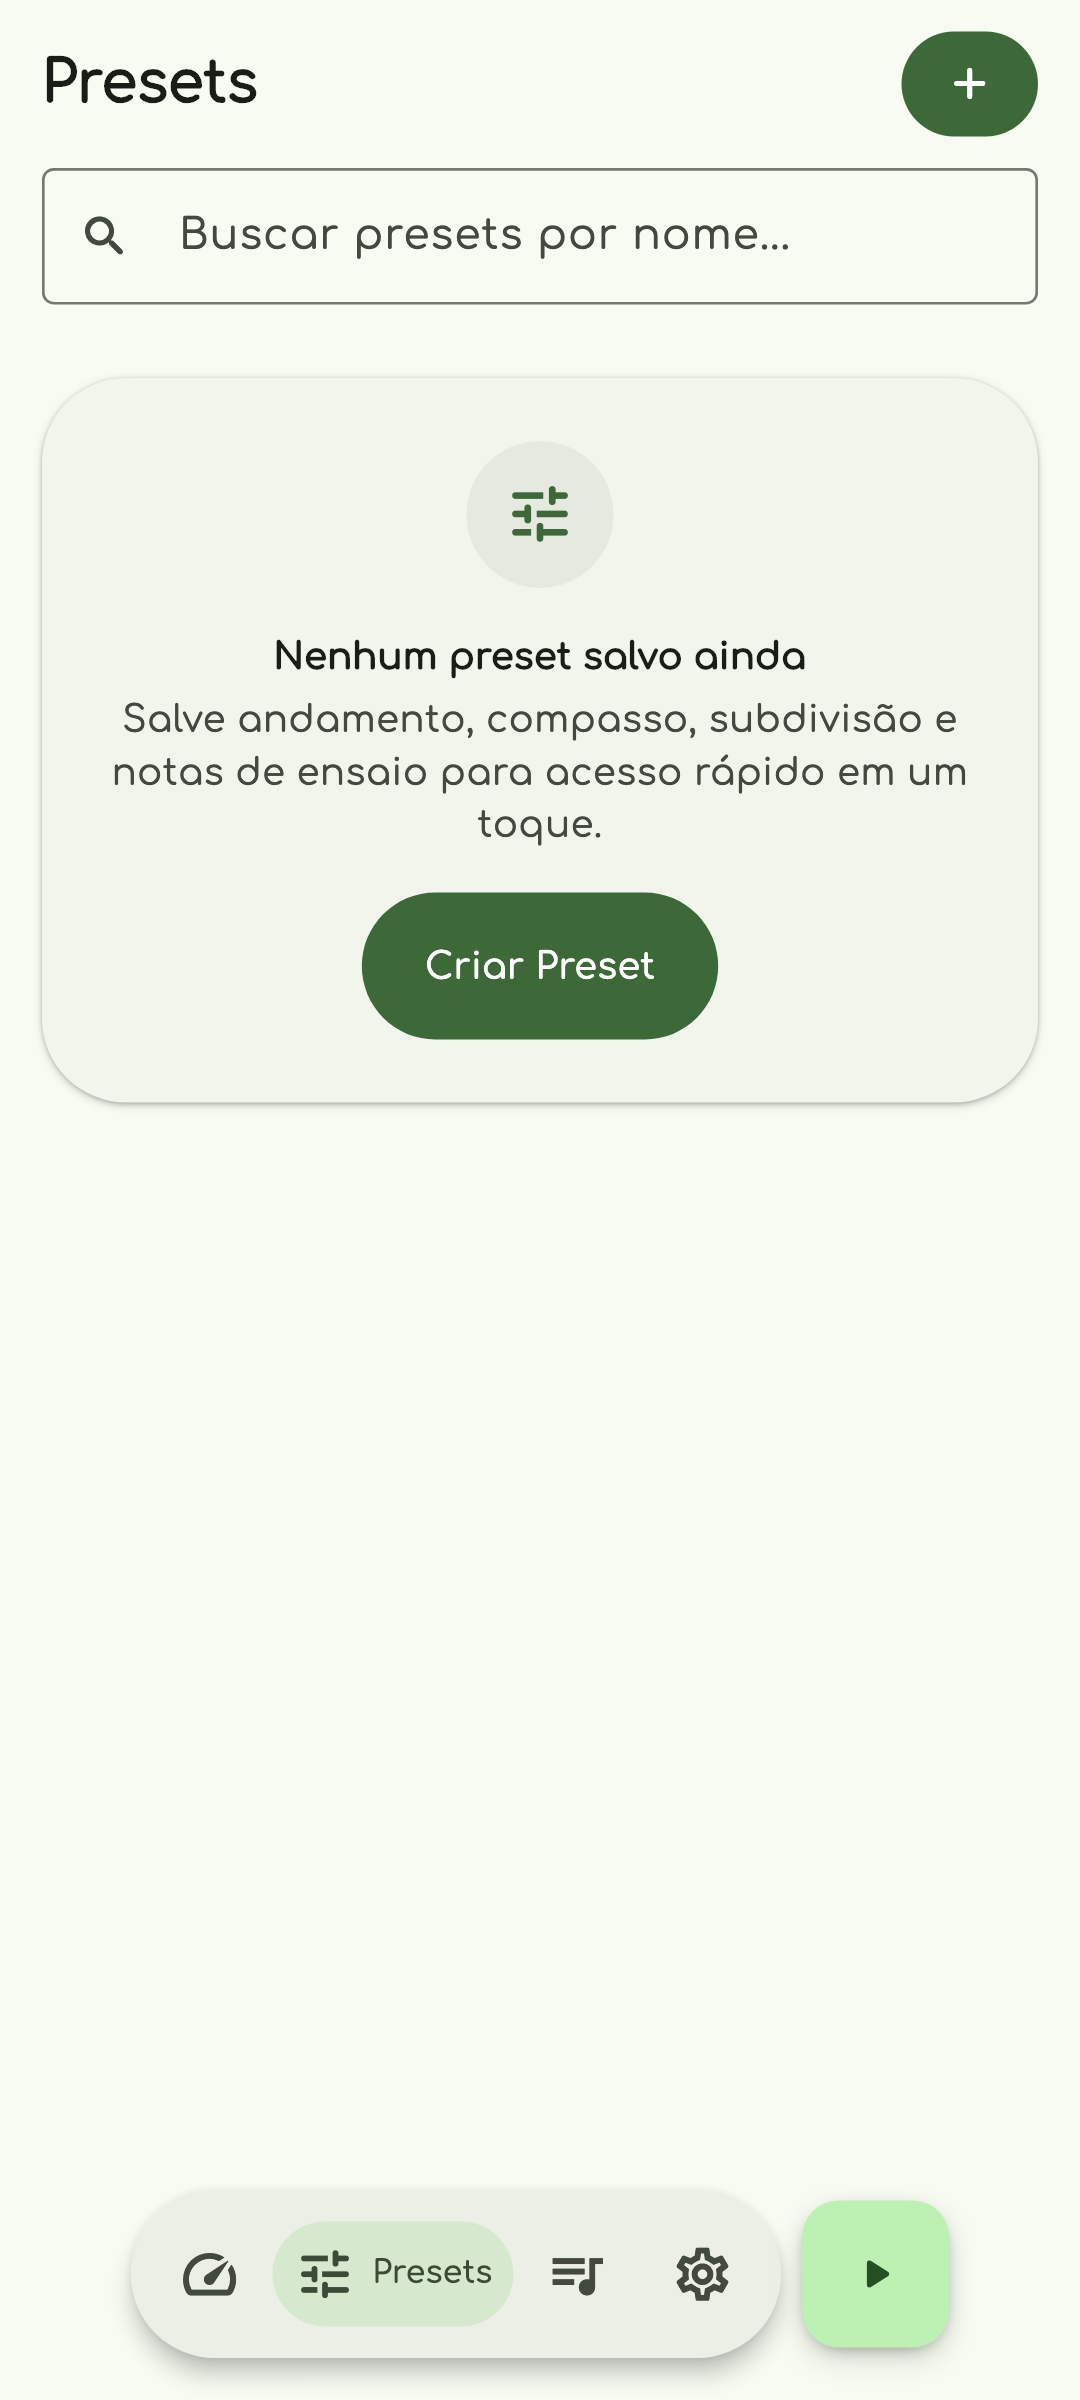 Presets
Buscar presets por nome...
Nenhum preset salvo ainda
Salve andamento, compasso, subdivisão e
notas de ensaio para acesso rápido em um
toque.
Criar Preset
Presets